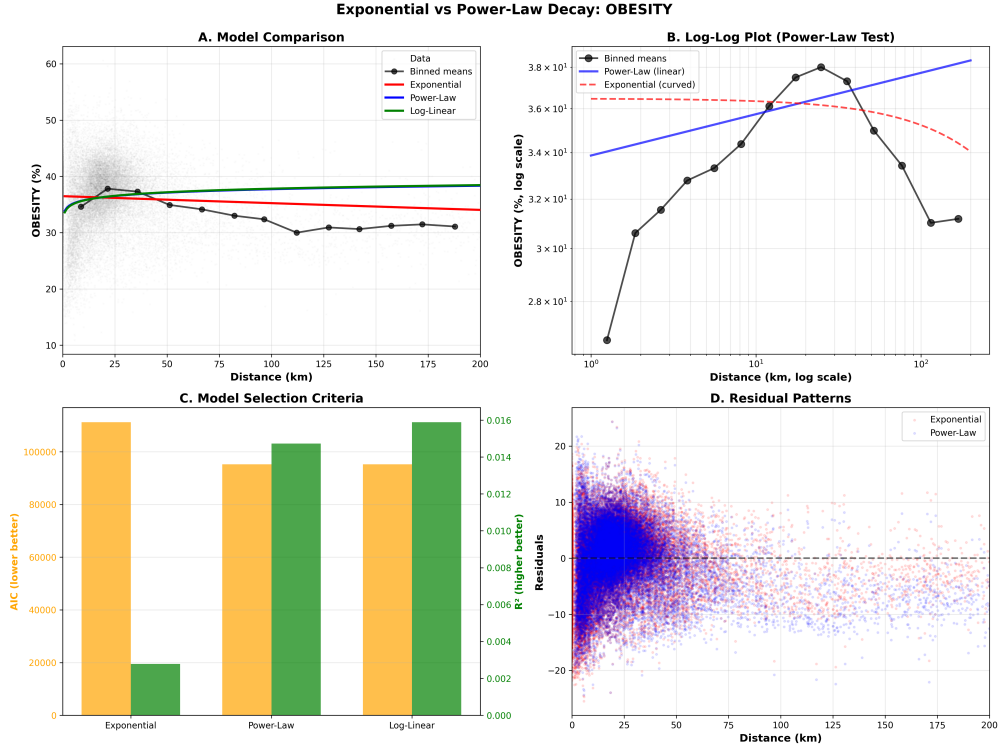 Exponential vs Power-Law Decay: OBESITY
A. Model Comparison
OBESITY (%)
60
50
40
30
20
10
0
25
50
75
100
125
150
175
200
Distance (km)
Data
Binned means
Exponential
Power-Law
Log-Linear
B. Log-Log Plot (Power-Law Test)
OBESITY (%, log scale)
3.8 × 10¹
3.6 × 10¹
3.4 × 10¹
3.2 × 10¹
3 × 10¹
2.8 × 10¹
10⁰
10¹
10²
Distance (km, log scale)
Binned means
Power-Law (linear)
Exponential (curved)
C. Model Selection Criteria
AIC (lower better)
100000
80000
60000
40000
20000
0
Exponential
Power-Law
Log-Linear
0.016
0.014
0.012
0.010
0.008
0.006
0.004
0.002
0.000
R² (higher better)
D. Residual Patterns
Residuals
20
10
0
−10
−20
0
25
50
75
100
125
150
175
200
Distance (km)
Exponential
Power-Law